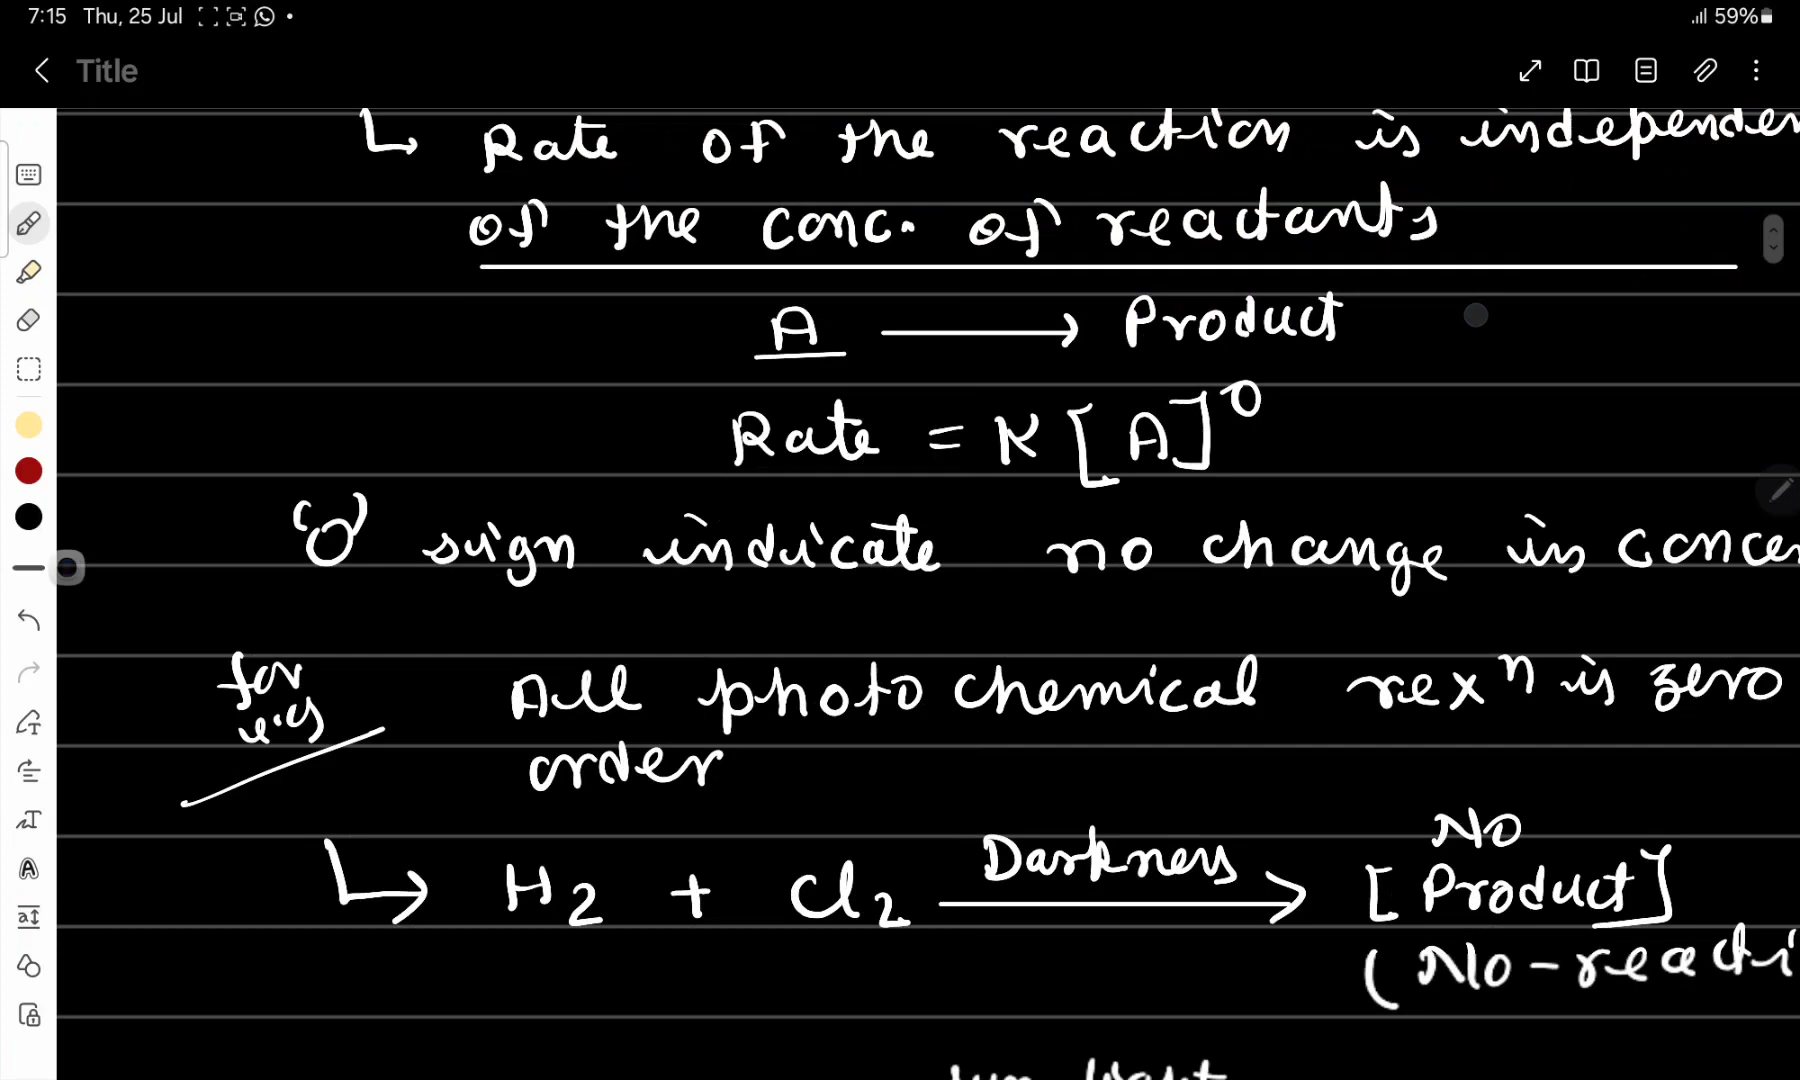 7:15 Thu, 25 Jul
59%
Title
Rate of the reaction is independen
of the conc. of reactants
A → Product
Rate = K [A]⁰
'0' sign indicate no change in concen
for
All photochemical rexⁿ is zero
order
No
H₂ + Cl₂ Darkness → [Product]
(No-reacti